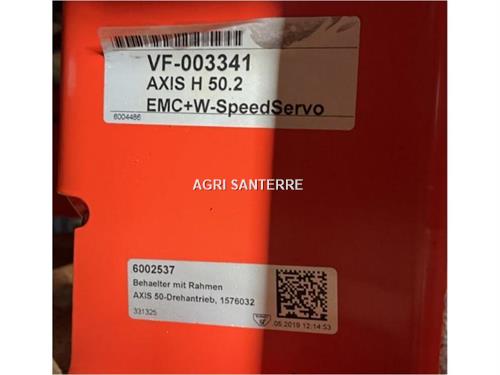 VF-003341
AXIS H 50.2
EMC+W-SpeedServo
6004486
AGRI SANTERRE
6002537
Behaelter mit Rahmen
AXIS 50-Drehantrieb, 1576032
331325
.05.2019 12:14:53